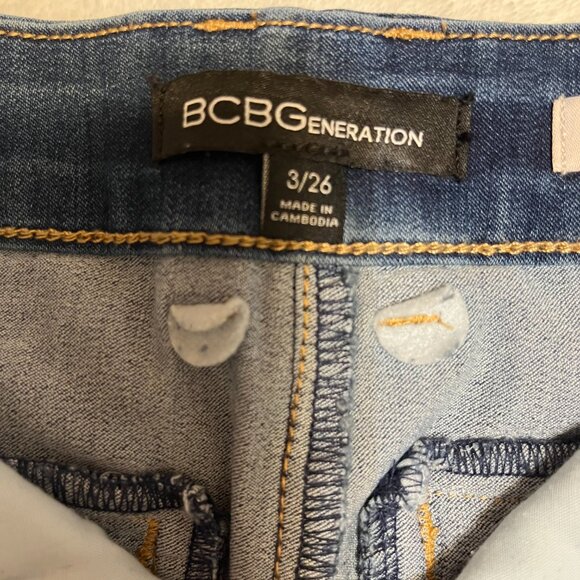 BCBGENERATION
3/26
MADE IN
CAMBODIA